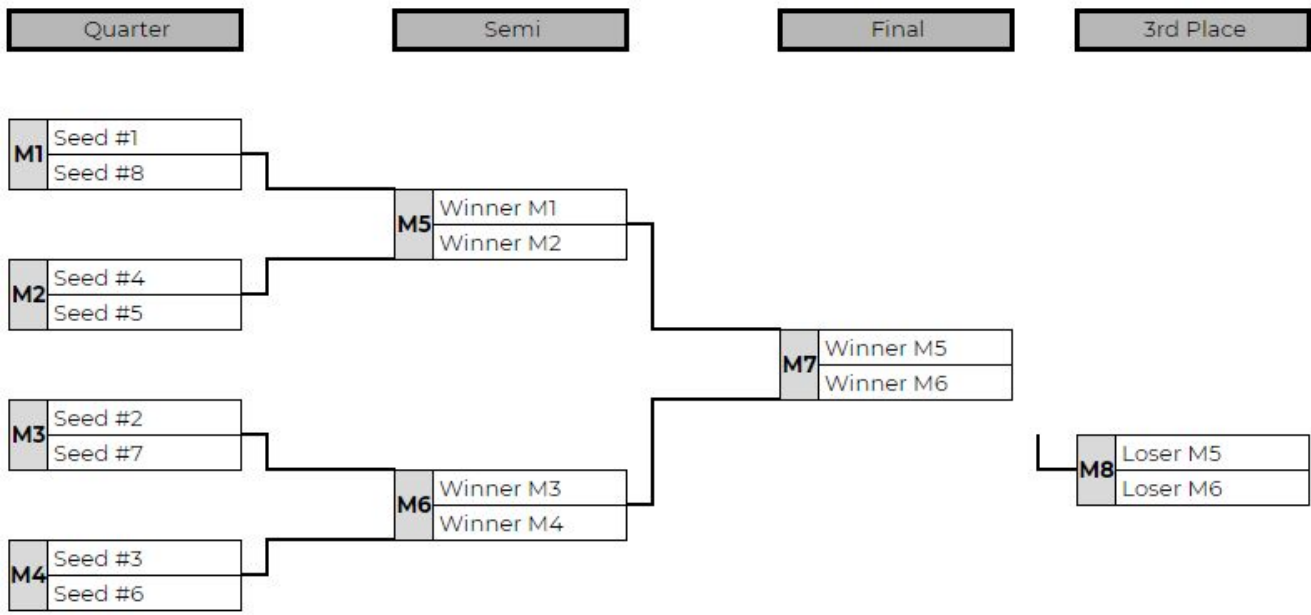 Quarter
Semi
Final
3rd Place
M1
Seed #1
Seed #8
M2
Seed #4
Seed #5
M3
Seed #2
Seed #7
M4
Seed #3
Seed #6
M5
Winner M1
Winner M2
M6
Winner M3
Winner M4
M7
Winner M5
Winner M6
M8
Loser M5
Loser M6